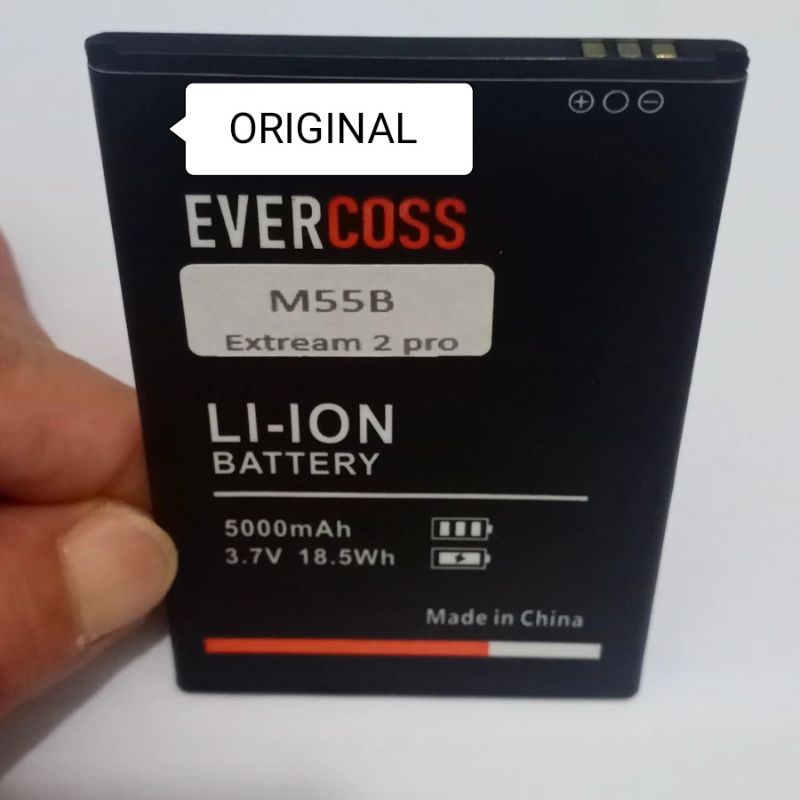 ORIGINAL
EVERCOSS
M55B
Extream 2 pro
LI-ION
BATTERY
5000mAh
3.7V 18.5Wh
Made in China